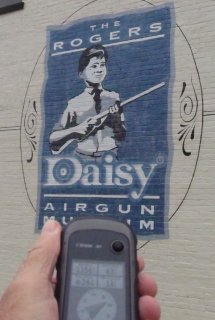 THE
ROGERS
Daisy®
AIRGUN
MUSEUM